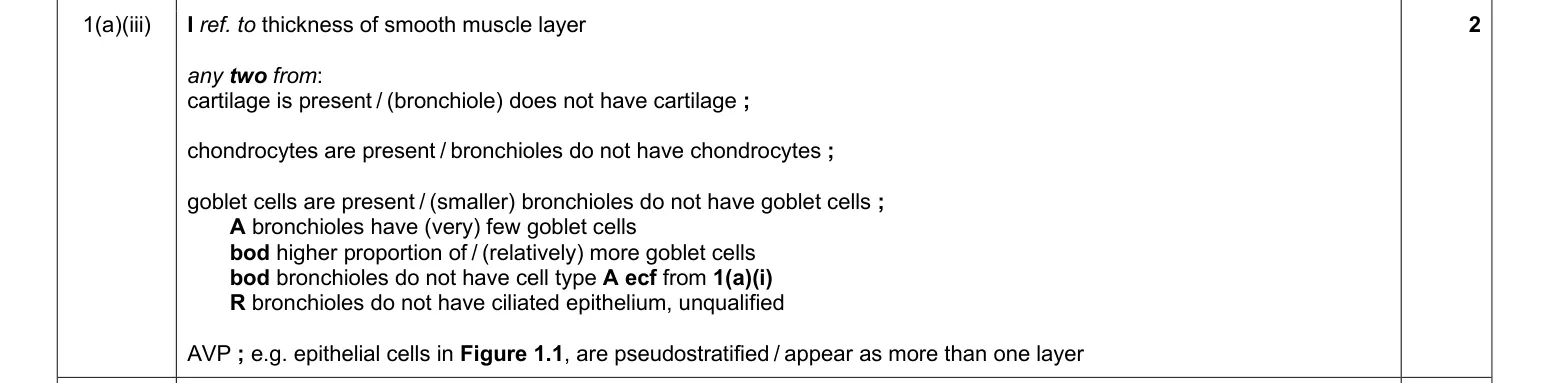 1(a)(iii) I ref. to thickness of smooth muscle layer 2
any two from:
cartilage is present / (bronchiole) does not have cartilage ;
chondrocytes are present / bronchioles do not have chondrocytes ;
goblet cells are present / (smaller) bronchioles do not have goblet cells ;
A bronchioles have (very) few goblet cells
bod higher proportion of / (relatively) more goblet cells
bod bronchioles do not have cell type A ecf from 1(a)(i)
R bronchioles do not have ciliated epithelium, unqualified
AVP ; e.g. epithelial cells in Figure 1.1, are pseudostratified / appear as more than one layer